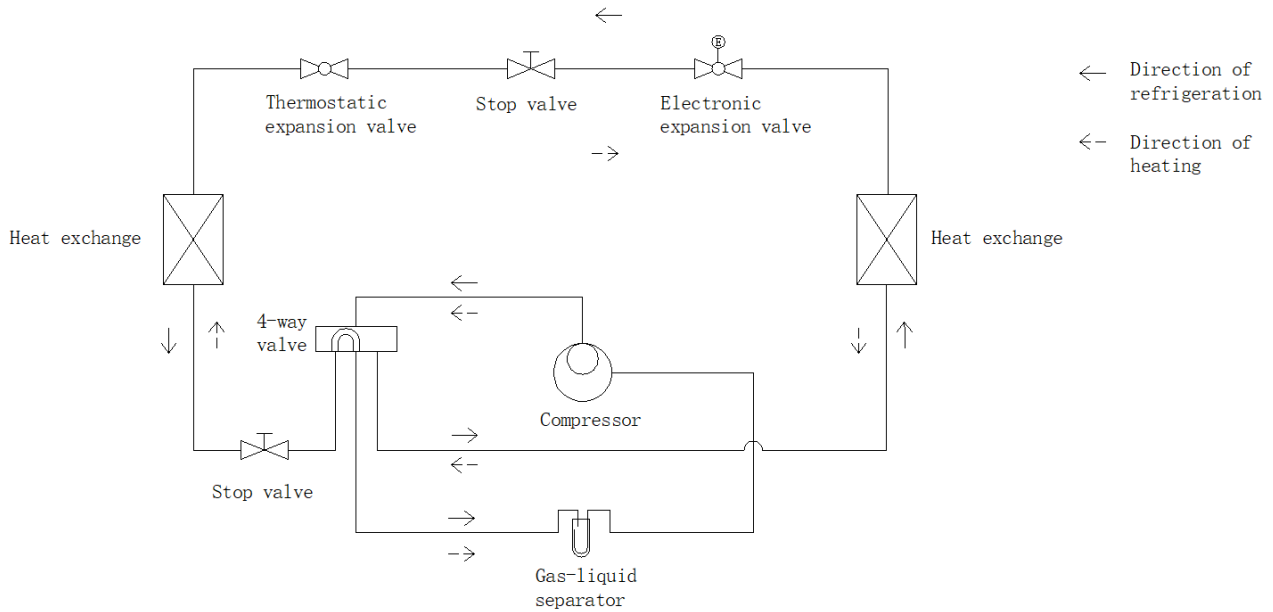 E
Thermostatic
expansion valve
Stop valve
Electronic
expansion valve
Direction of
refrigeration
Direction of
heating
Heat exchange
Heat exchange
4-way
valve
Compressor
Stop valve
Gas-liquid
separator